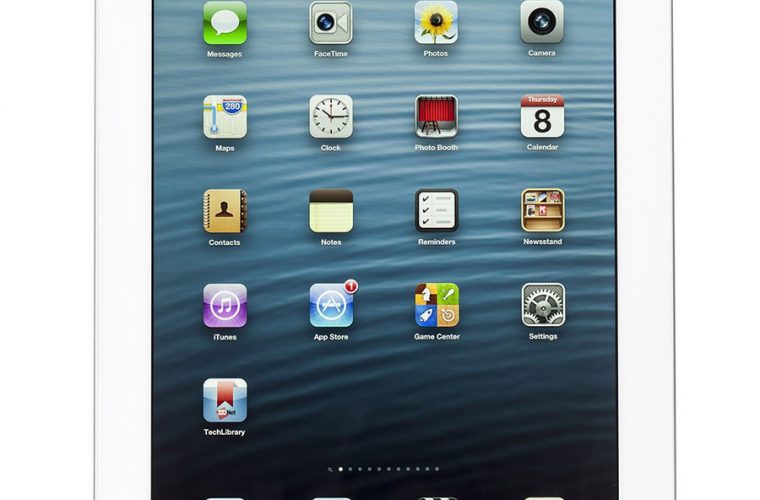 Messages FaceTime Photos Camera
280
Maps Clock Photo Booth
Thursday
8
Calendar
Contacts Notes Reminders Newsstand
1
iTunes App Store Game Center Settings
ZDNet
TechLibrary